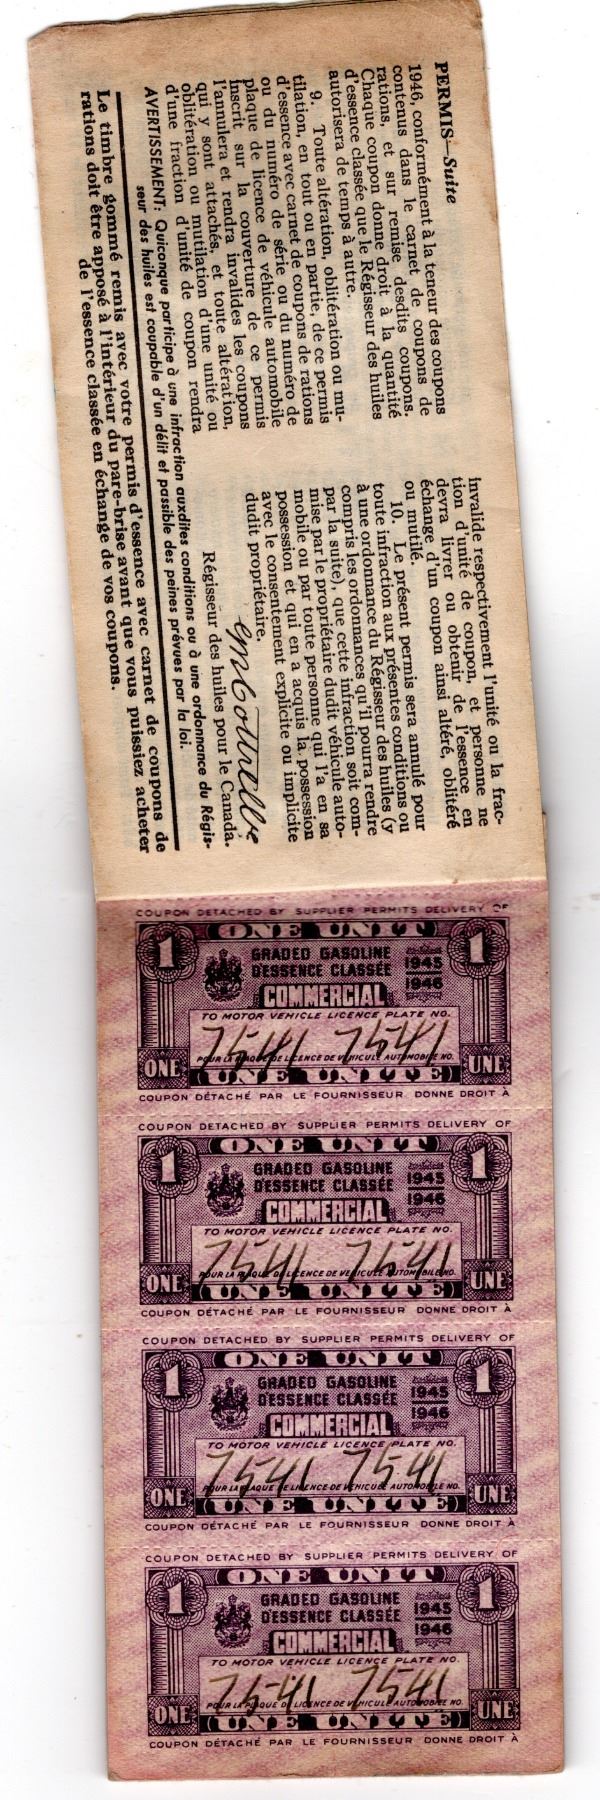 PERMIS—Suite
1946, conformément à la teneur des coupons
contenus dans le carnet de coupons de
rations, et sur remise desdits coupons.
Chaque coupon donne droit à la quantité
d'essence classée que le Régisseur des huiles
autorisera de temps à autre.
9. Toute altération, oblitération ou mu-
tilation, en tout ou en partie, de ce permis
d'essence avec carnet de coupons de rations
ou du numéro de série ou du numéro de
plaque de licence de véhicule automobile
inscrit sur la couverture de ce permis
l'annulera et rendra invalides les coupons
qui y sont attachés, et toute altération,
oblitération ou mutilation d'une unité ou
d'une fraction d'unité de coupon rendra
invalide respectivement l'unité ou la frac-
tion d'unité de coupon, et personne ne
devra livrer ou obtenir de l'essence en
échange d'un coupon ainsi altéré, oblitéré
ou mutilé.
10. Le présent permis sera annulé pour
toute infraction aux présentes conditions ou
à une ordonnance du Régisseur des huiles (y
compris les ordonnances qu'il pourra rendre
par la suite), que cette infraction soit com-
mise par le propriétaire dudit véhicule auto-
mobile ou par toute personne qui l'a en sa
possession et qui en a acquis la possession
avec le consentement explicite ou implicite
dudit propriétaire.
Régisseur des huiles pour le Canada.
AVERTISSEMENT: Quiconque participe à une infraction auxdites conditions ou à une ordonnance du Régis-
seur des huiles est coupable d'un délit et passible des peines prévues par la loi.
Le timbre gommé remis avec votre permis d'essence avec carnet de coupons de
rations doit être apposé à l'intérieur du pare-brise avant que vous puissiez acheter
de l'essence classée en échange de vos coupons.
COUPON DETACHED BY SUPPLIER PERMITS DELIVERY OF
1 ONE UNIT 1
GRADED GASOLINE
D'ESSENCE CLASSÉE
1945
1946
COMMERCIAL
TO MOTOR VEHICLE LICENCE PLATE NO.
7541 7541
POUR LA PLAQUE DE LICENCE DE VÉHICULE AUTOMOBILE NO.
ONE (UNE UNITÉ) UNE
COUPON DÉTACHÉ PAR LE FOURNISSEUR DONNE DROIT À
COUPON DETACHED BY SUPPLIER PERMITS DELIVERY OF
1 ONE UNIT 1
GRADED GASOLINE
D'ESSENCE CLASSÉE
1945
1946
COMMERCIAL
TO MOTOR VEHICLE LICENCE PLATE NO.
7541 7541
POUR LA PLAQUE DE LICENCE DE VÉHICULE AUTOMOBILE NO.
ONE (UNE UNITÉ) UNE
COUPON DÉTACHÉ PAR LE FOURNISSEUR DONNE DROIT À
COUPON DETACHED BY SUPPLIER PERMITS DELIVERY OF
1 ONE UNIT 1
GRADED GASOLINE
D'ESSENCE CLASSÉE
1945
1946
COMMERCIAL
TO MOTOR VEHICLE LICENCE PLATE NO.
7541 7541
POUR LA PLAQUE DE LICENCE DE VÉHICULE AUTOMOBILE NO.
ONE (UNE UNITÉ) UNE
COUPON DÉTACHÉ PAR LE FOURNISSEUR DONNE DROIT À
COUPON DETACHED BY SUPPLIER PERMITS DELIVERY OF
1 ONE UNIT 1
GRADED GASOLINE
D'ESSENCE CLASSÉE
1945
1946
COMMERCIAL
TO MOTOR VEHICLE LICENCE PLATE NO.
7541 7541
POUR LA PLAQUE DE LICENCE DE VÉHICULE AUTOMOBILE NO.
ONE (UNE UNITÉ) UNE
COUPON DÉTACHÉ PAR LE FOURNISSEUR DONNE DROIT À